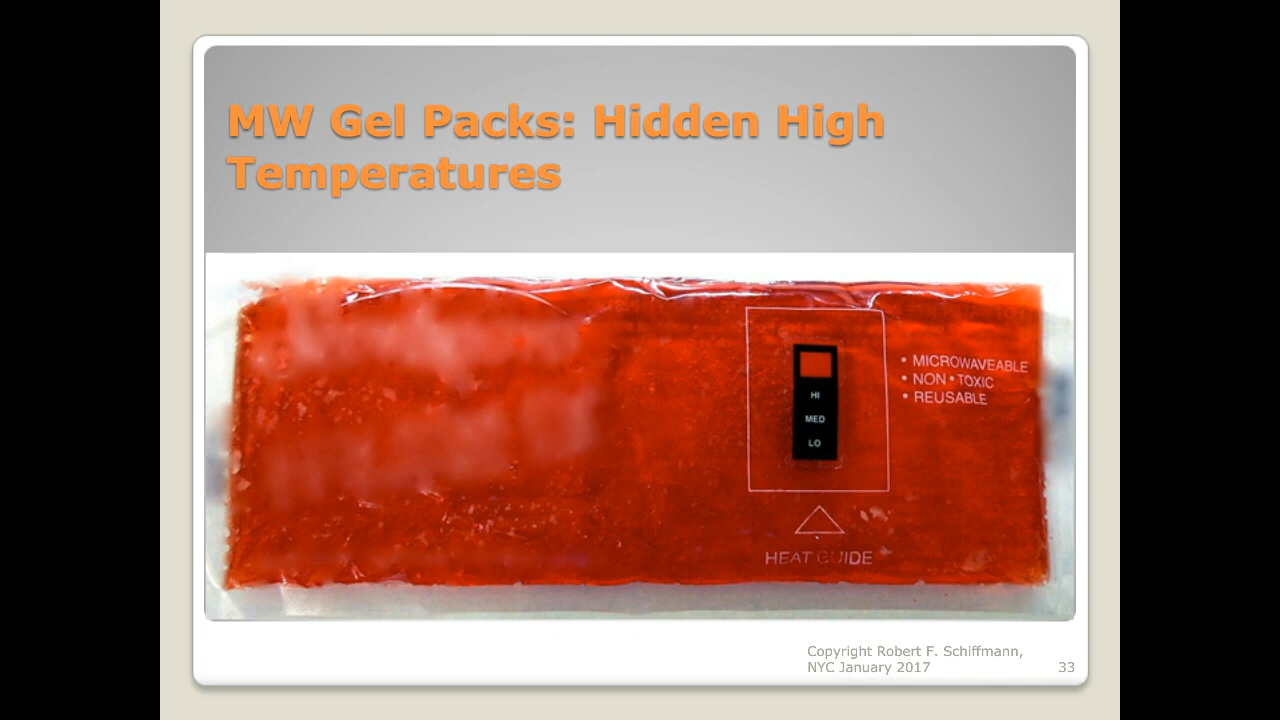 MW Gel Packs: Hidden High
Temperatures
HI
MED
LO
• MICROWAVEABLE
• NON • TOXIC
• REUSABLE
HEAT GUIDE
Copyright Robert F. Schiffmann,
NYC January 2017
33